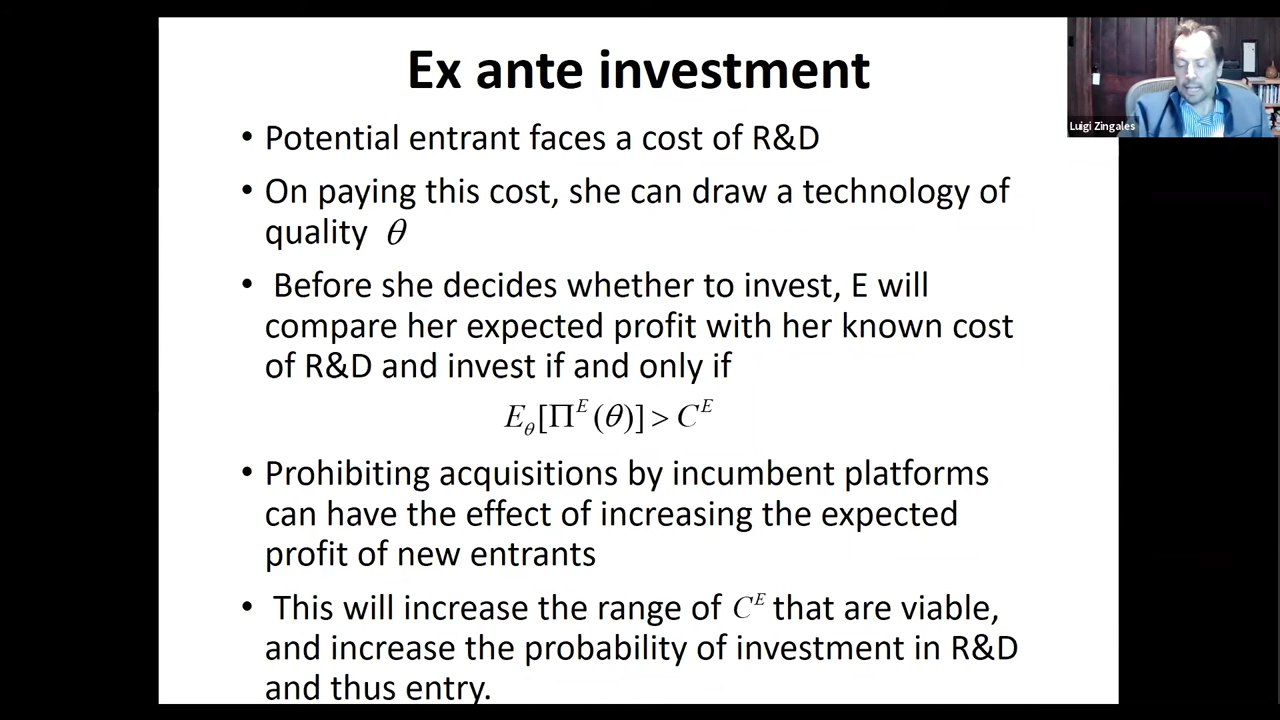 Ex ante investment
• Potential entrant faces a cost of R&D
• On paying this cost, she can draw a technology of
quality θ
• Before she decides whether to invest, E will
compare her expected profit with her known cost
of R&D and invest if and only if
E_θ[Π^E(θ)] > C^E
• Prohibiting acquisitions by incumbent platforms
can have the effect of increasing the expected
profit of new entrants
• This will increase the range of C^E that are viable,
and increase the probability of investment in R&D
and thus entry.
Luigi Zingales